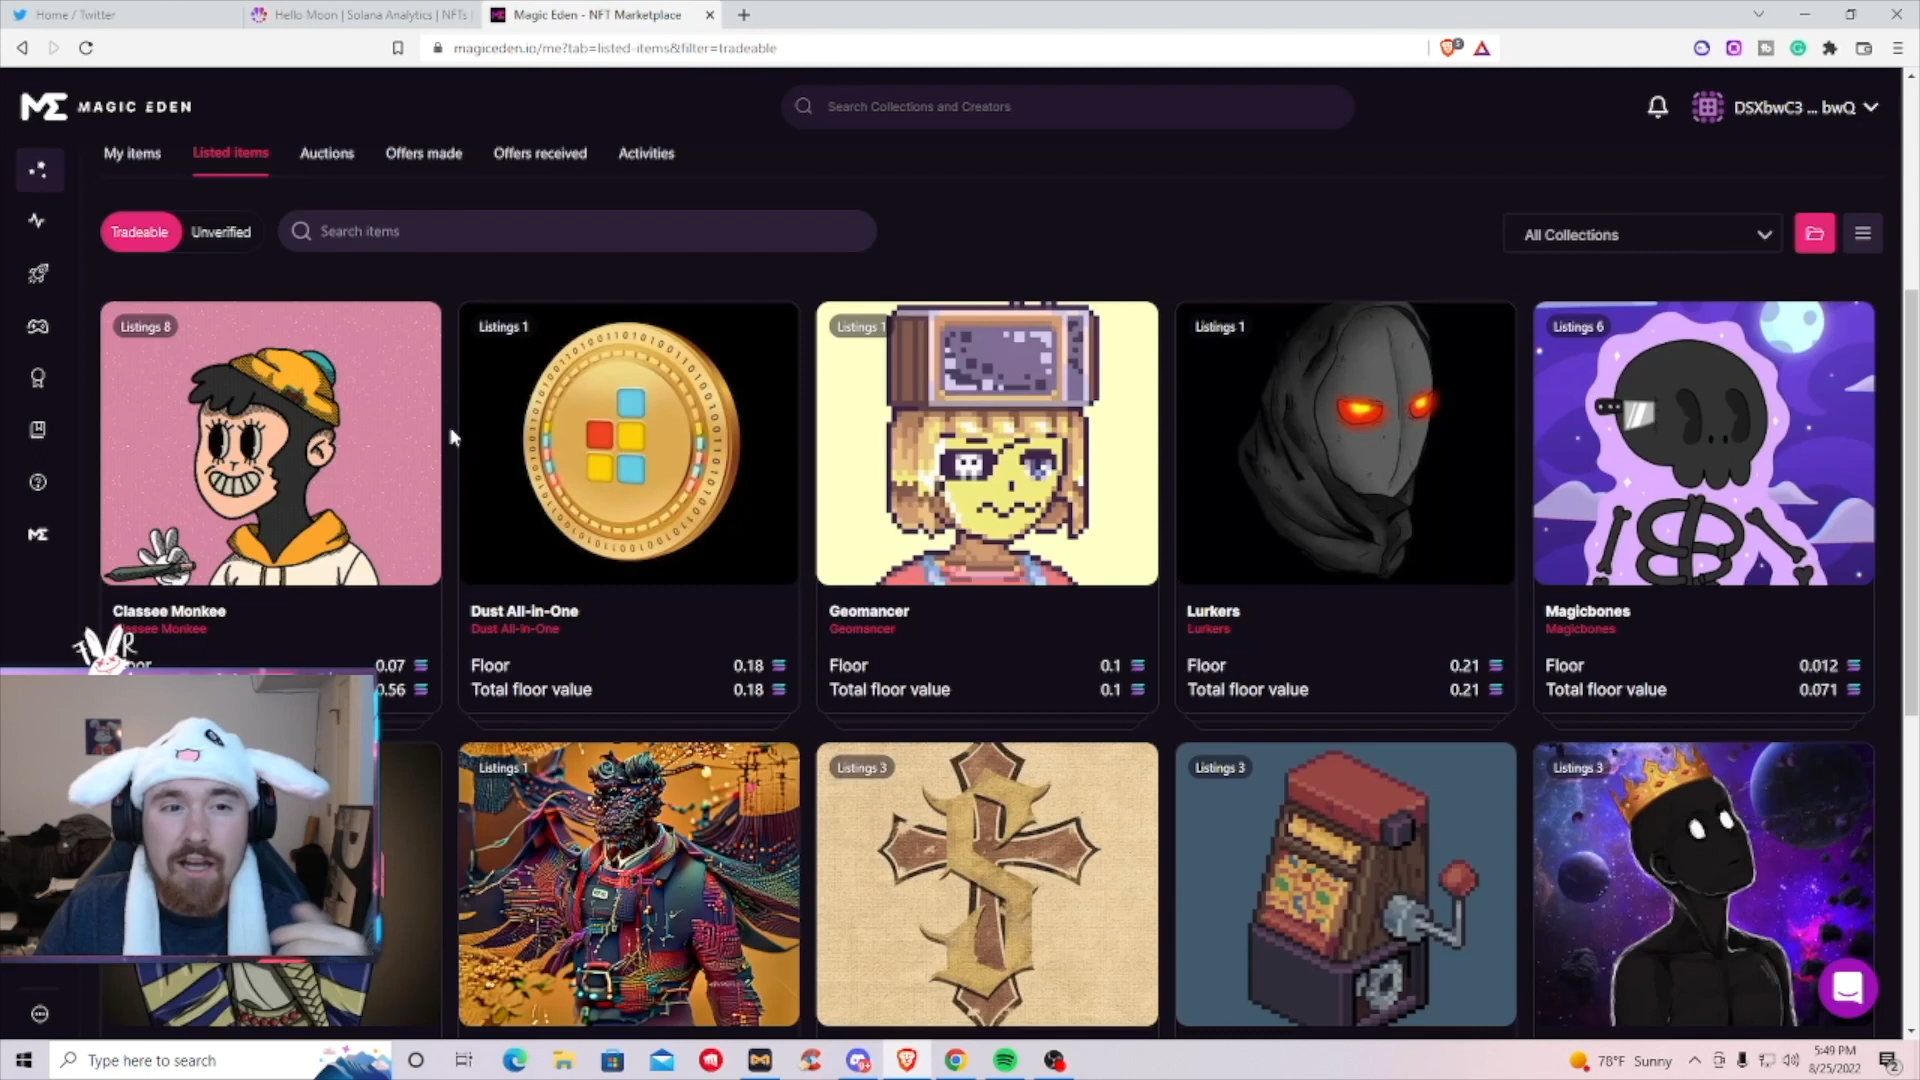 Home / Twitter
Hello Moon | Solana Analytics | NFTs
Magic Eden - NFT Marketplace
magiceden.io/me?tab=listed-items&filter=tradeable
MAGIC EDEN
Search Collections and Creators
DSXbwC3 ... bwQ
My items
Listed items
Auctions
Offers made
Offers received
Activities
Tradeable
Unverified
Search items
All Collections
Listings 8
Listings 1
Listings 1
Listings 1
Listings 6
Classee Monkee
Dust All-in-One
Geomancer
Lurkers
Magicbones
Classee Monkee
Dust All-in-One
Geomancer
Lurkers
Magicbones
0.07
Floor 0.18
Floor 0.1
Floor 0.21
Floor 0.012
0.56
Total floor value 0.18
Total floor value 0.1
Total floor value 0.21
Total floor value 0.071
Listings 1
Listings 3
Listings 3
Listings 3
Type here to search
78°F Sunny
5:49 PM
8/25/2022